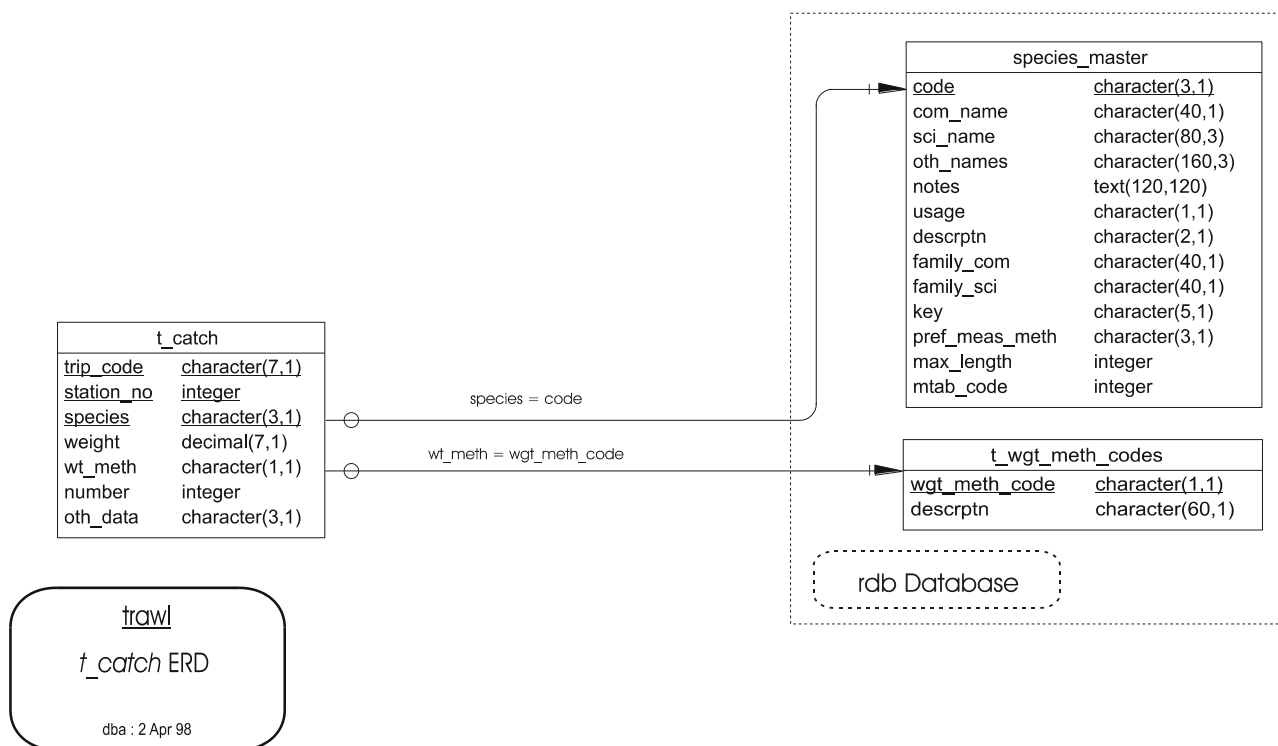 species_master
code character(3,1)
com_name character(40,1)
sci_name character(80,3)
oth_names character(160,3)
notes text(120,120)
usage character(1,1)
descrptn character(2,1)
family_com character(40,1)
family_sci character(40,1)
key character(5,1)
pref_meas_meth character(3,1)
max_length integer
mtab_code integer
t_catch
trip_code character(7,1)
station_no integer
species character(3,1)
weight decimal(7,1)
wt_meth character(1,1)
number integer
oth_data character(3,1)
species = code
wt_meth = wgt_meth_code
t_wgt_meth_codes
wgt_meth_code character(1,1)
descrptn character(60,1)
rdb Database
trawl
t_catch ERD
dba : 2 Apr 98